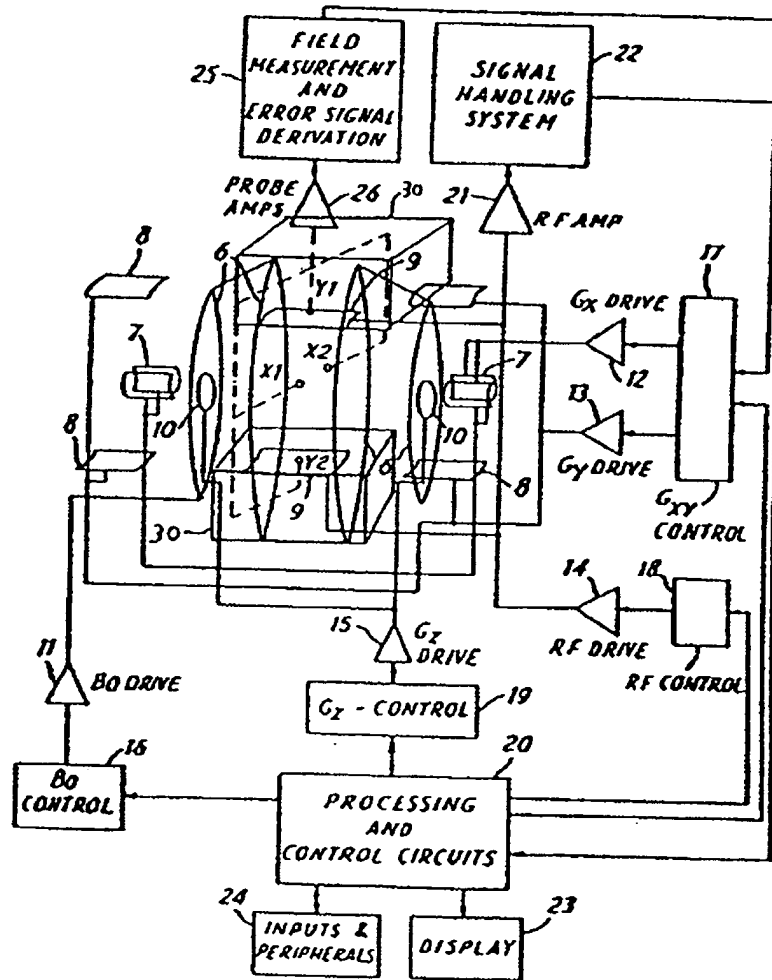 25
FIELD
MEASUREMENT
AND
ERROR SIGNAL
DERIVATION
22
SIGNAL
HANDLING
SYSTEM
PROBE
AMPS
26
30
21
RF AMP
8
6
9
Y1
17
7
X1
X2
7
GX DRIVE
12
13
10
10
8
Y2
6
8
GY DRIVE
9
GXY
CONTROL
30
14
18
15
GZ
DRIVE
RF DRIVE
RF CONTROL
11
BO DRIVE
GZ - CONTROL
19
16
20
BO
CONTROL
PROCESSING
AND
CONTROL CIRCUITS
24
23
INPUTS &
PERIPHERALS
DISPLAY